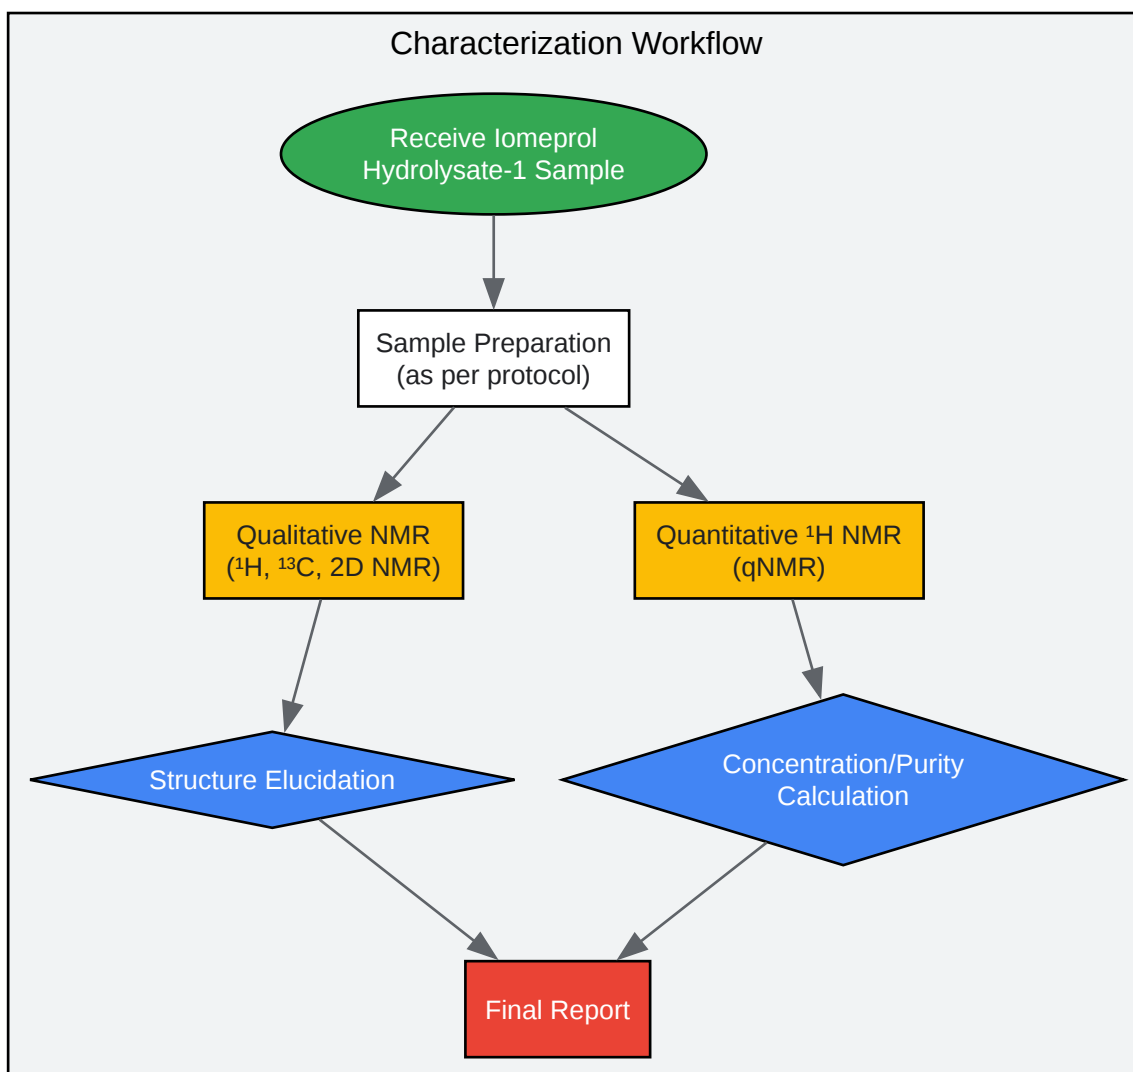 Characterization Workflow
Receive Iomeprol
Hydrolysate-1 Sample
Sample Preparation
(as per protocol)
Qualitative NMR
(¹H, ¹³C, 2D NMR)
Quantitative ¹H NMR
(qNMR)
Structure Elucidation
Concentration/Purity
Calculation
Final Report